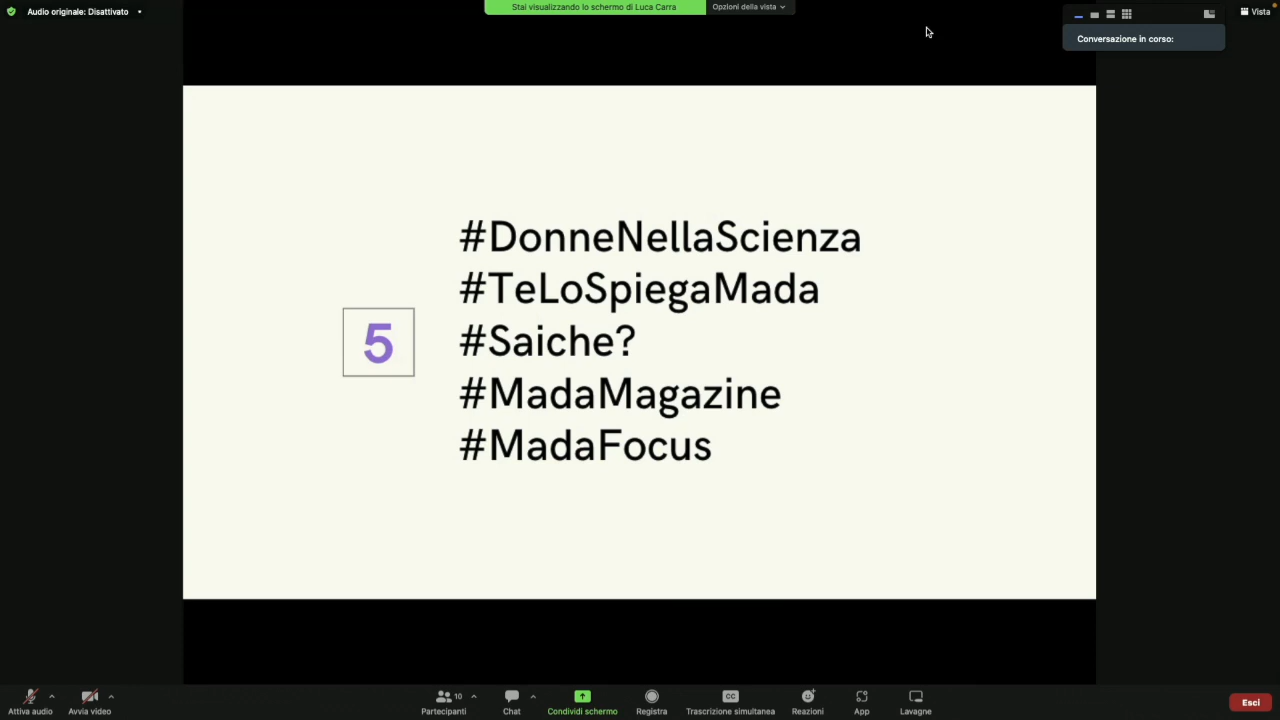 Audio originale: Disattivato
Stai visualizzando lo schermo di Luca Carra
Opzioni della vista
Vista
Conversazione in corso:
#DonneNellaScienza
#TeLoSpiegaMada
5
#Saiche?
#MadaMagazine
#MadaFocus
Attiva audio
Avvia video
10
Partecipanti
Chat
Condividi schermo
Registra
CC
Trascrizione simultanea
Reazioni
App
Lavagne
Esci